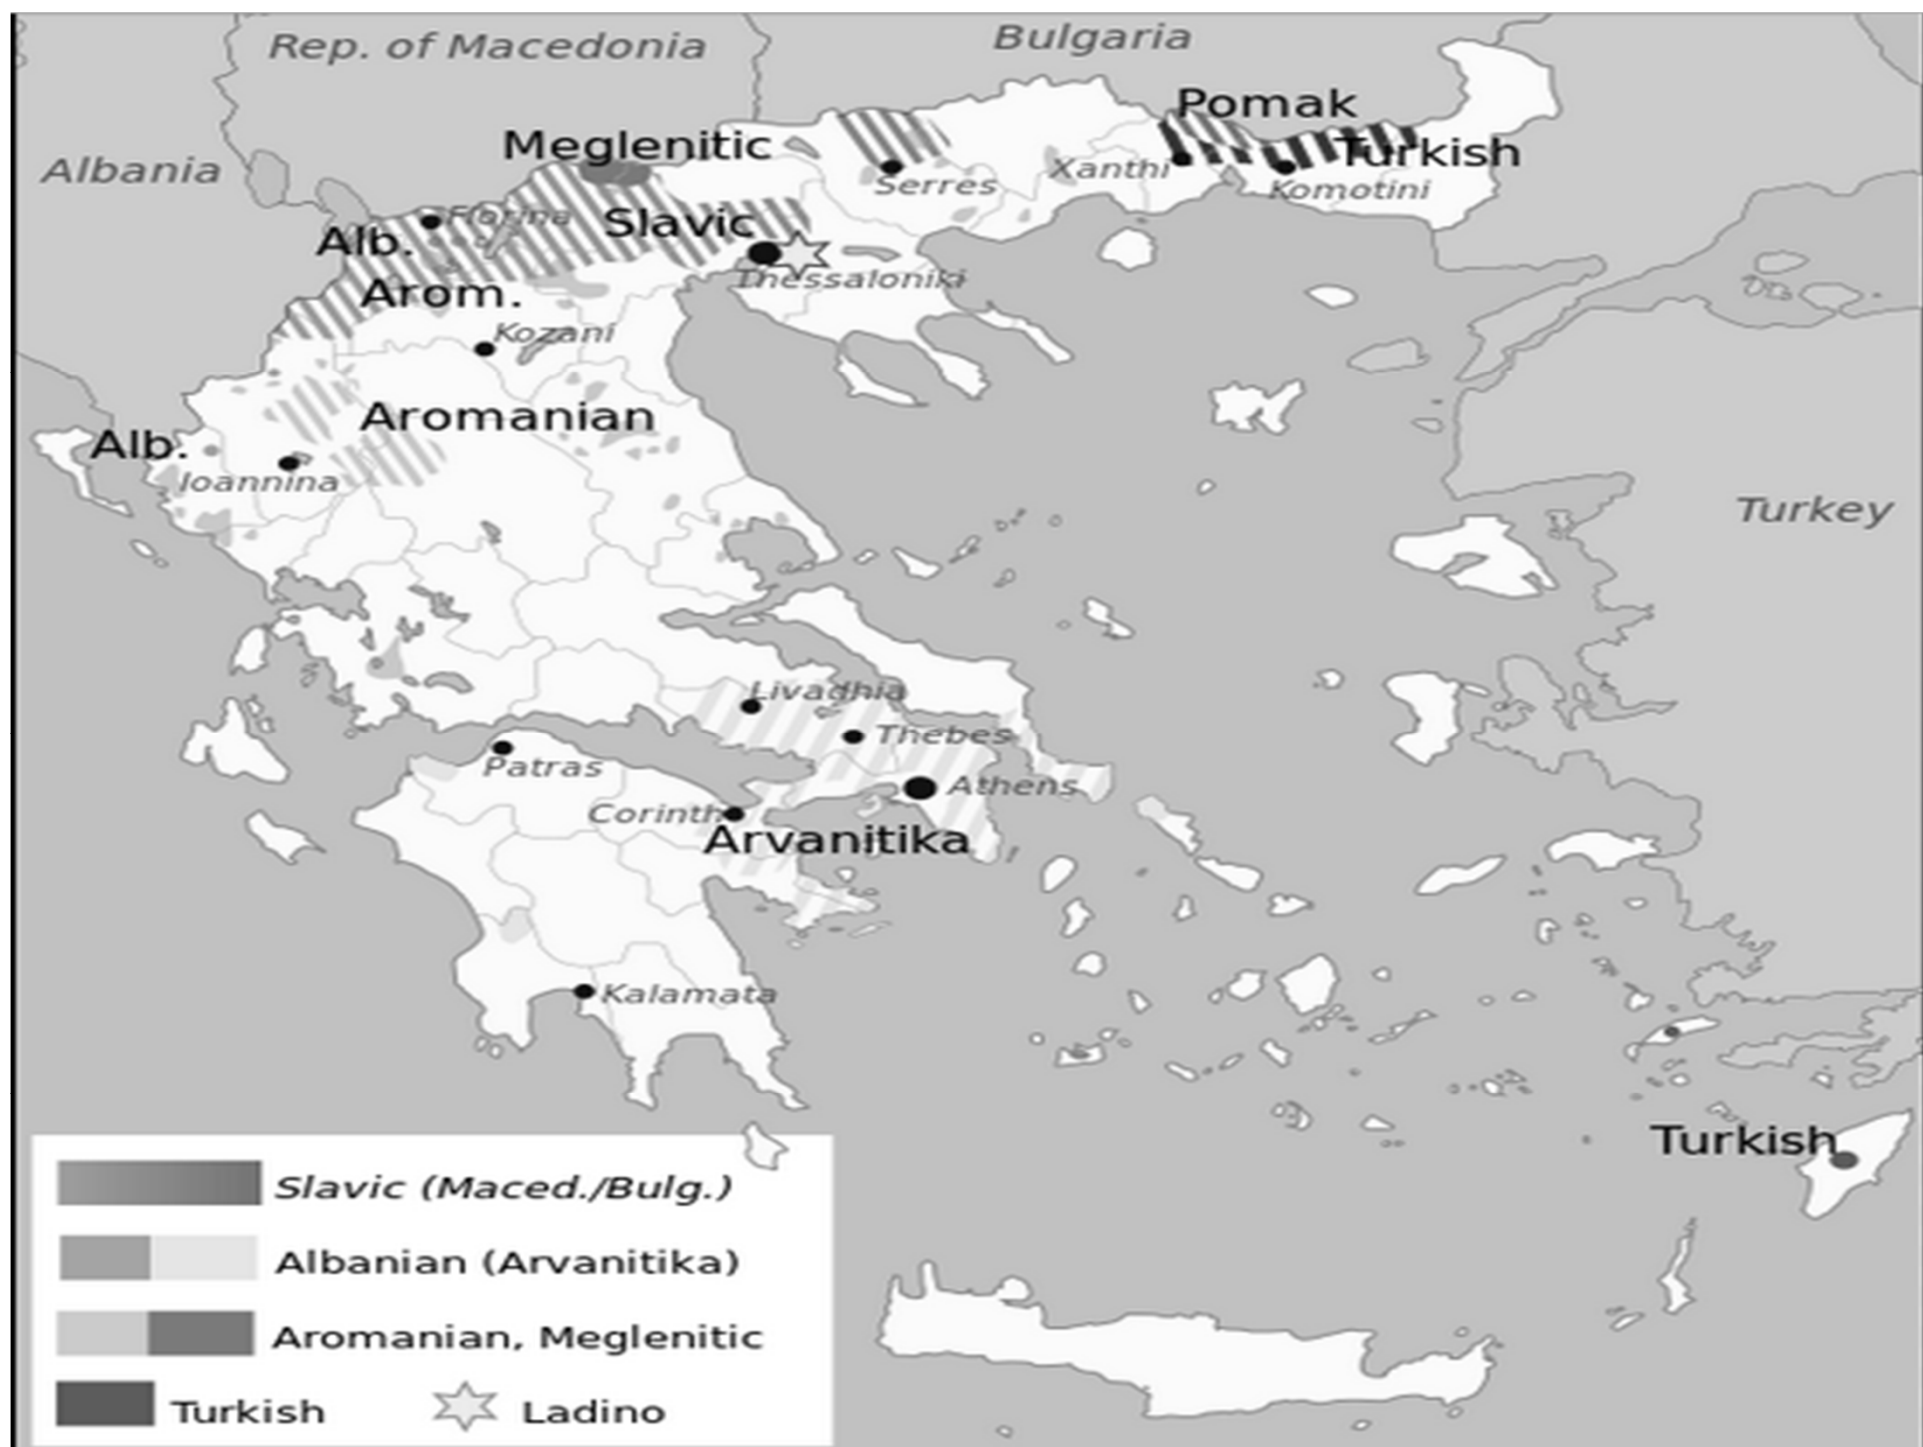 Rep. of Macedonia
Bulgaria
Pomak
Meglenitic
Turkish
Albania
Xanthi
Serres
Komotini
Florina
Slavic
Alb.
Thessaloniki
Arom.
Kozani
Aromanian
Alb.
Ioannina
Turkey
Livadhia
Thebes
Patras
Athens
Corinth
Arvanitika
Kalamata
Turkish
Slavic (Maced./Bulg.)
Albanian (Arvanitika)
Aromanian, Meglenitic
Turkish
Ladino